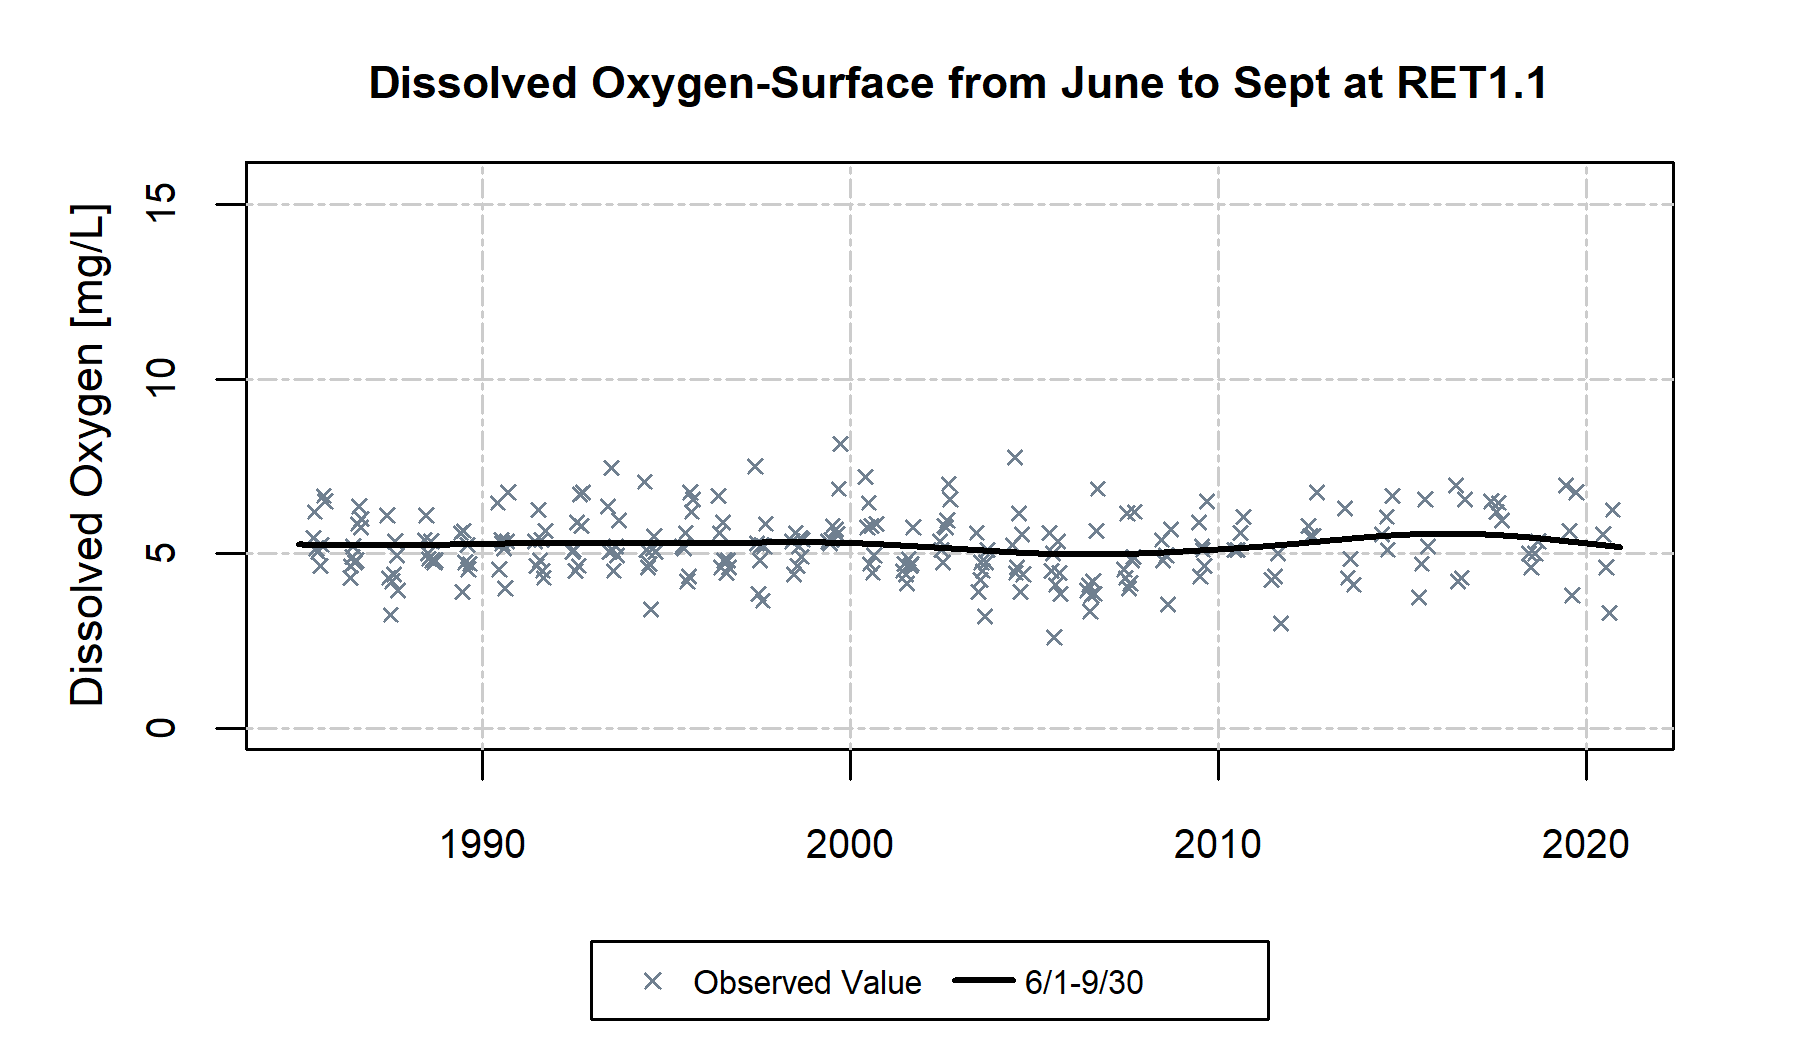 Dissolved Oxygen-Surface from June to Sept at RET1.1
Dissolved Oxygen [mg/L]
15
10
5
0
1990 2000 2010 2020
Observed Value 6/1-9/30